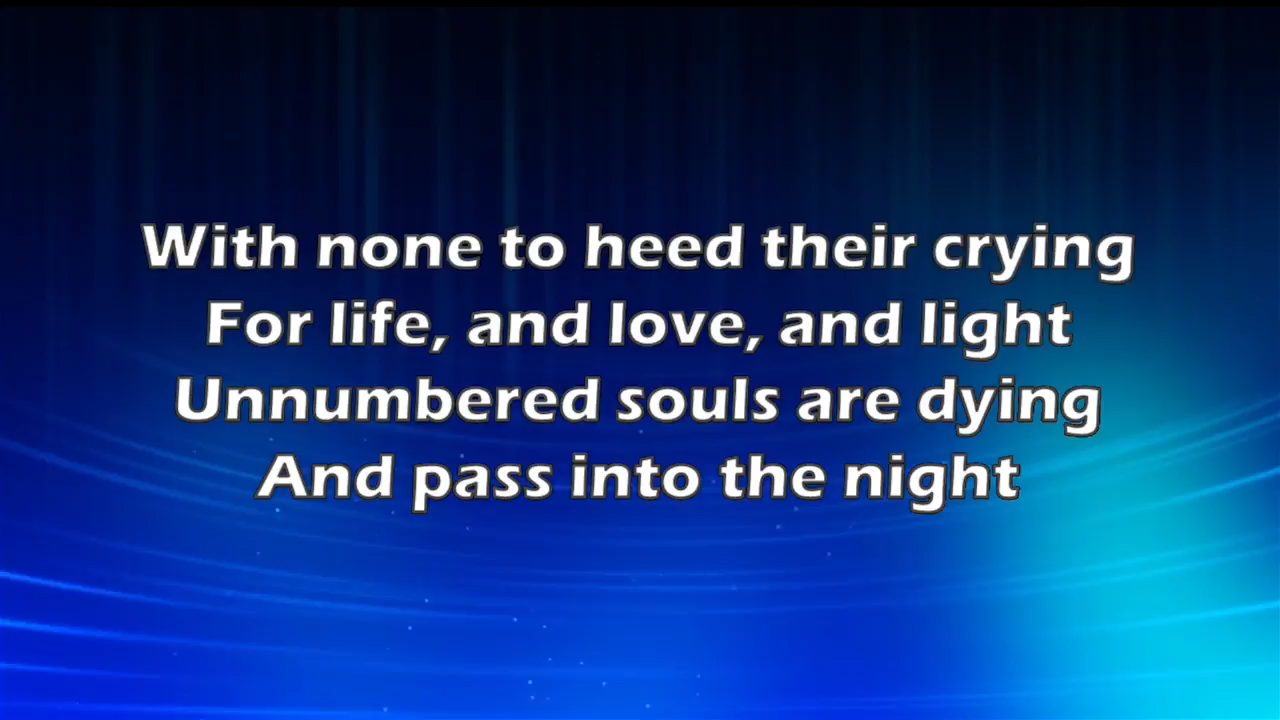 With none to heed their crying
For life, and love, and light
Unnumbered souls are dying
And pass into the night